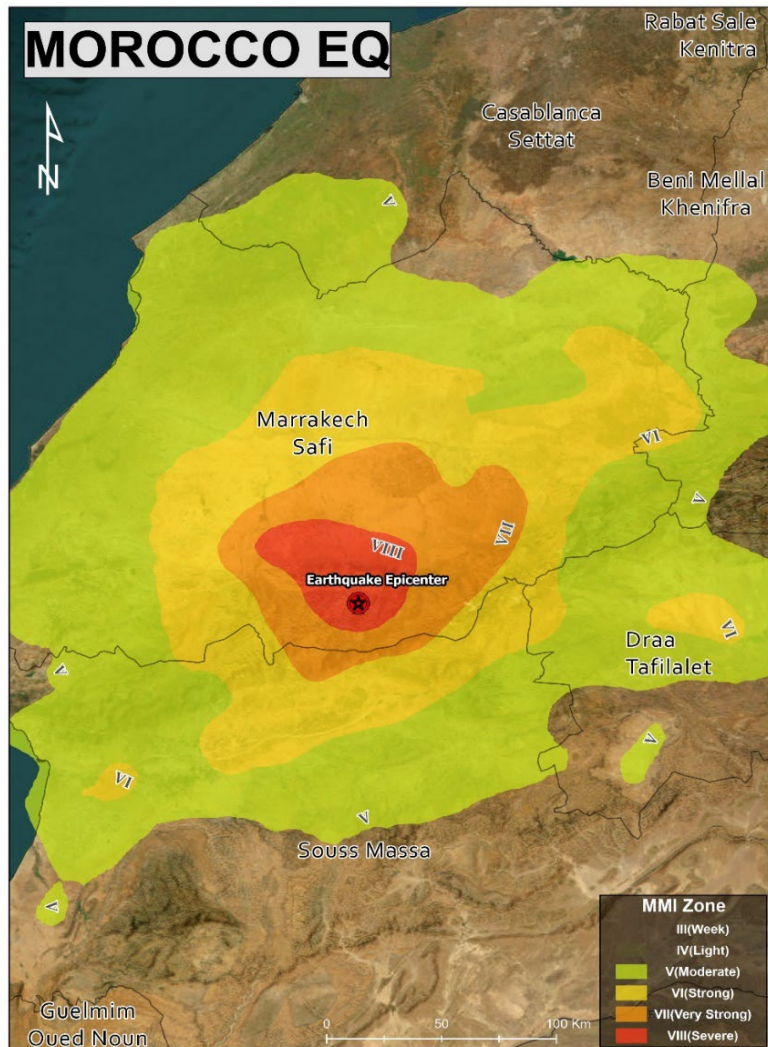 MOROCCO EQ
Rabat Sale
Kenitra
Casablanca
Settat
Beni Mellal
Khenifra
N
V
Marrakech
Safi
VI
V
VII
VIII
Earthquake Epicenter
VI
Draa
Tafilalet
V
V
VI
V
Souss Massa
V
Guelmim
Oued Noun
MMI Zone
III(Week)
IV(Light)
V(Moderate)
VI(Strong)
VII(Very Strong)
VIII(Severe)
0 50 100 Km